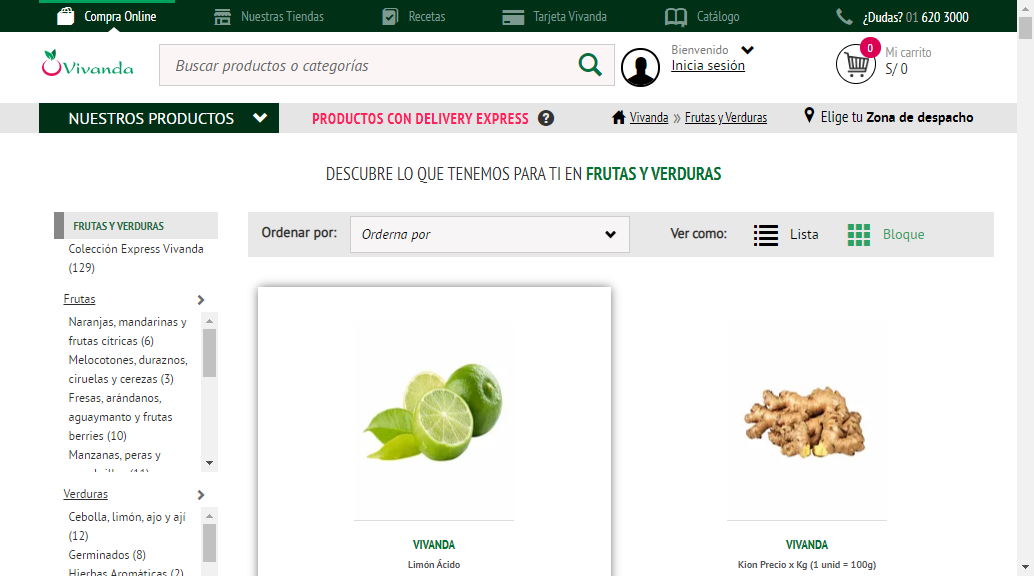 Compra Online
Nuestras Tiendas
Recetas
Tarjeta Vivanda
Catálogo
¿Dudas? 01 620 3000
Vivanda
Buscar productos o categorías
Bienvenido
Inicia sesión
0
Mi carrito
S/ 0
NUESTROS PRODUCTOS
PRODUCTOS CON DELIVERY EXPRESS ?
Vivanda » Frutas y Verduras
Elige tu Zona de despacho
DESCUBRE LO QUE TENEMOS PARA TI EN FRUTAS Y VERDURAS
FRUTAS Y VERDURAS
Colección Express Vivanda
(129)
Frutas
Naranjas, mandarinas y
frutas cítricas (6)
Melocotones, duraznos,
ciruelas y cerezas (3)
Fresas, arándanos,
aguaymanto y frutas
berries (10)
Manzanas, peras y
Verduras
Cebolla, limón, ajo y ají
(12)
Germinados (8)
Hierbas Aromáticas (2)
Ordenar por:
Orderna por
Ver como:
Lista
Bloque
VIVANDA
Limón Ácido
VIVANDA
Kion Precio x Kg (1 unid = 100g)